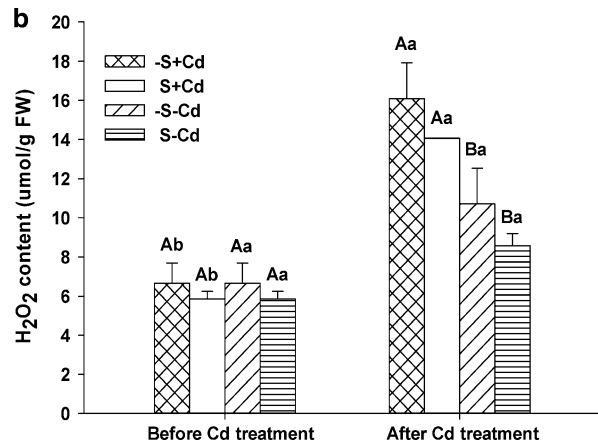 b
20
18
16
14
12
10
8
6
4
2
0
H2O2 content (umol/g FW)
-S+Cd
S+Cd
-S-Cd
S-Cd
Ab
Ab
Aa
Aa
Aa
Aa
Ba
Ba
Before Cd treatment
After Cd treatment